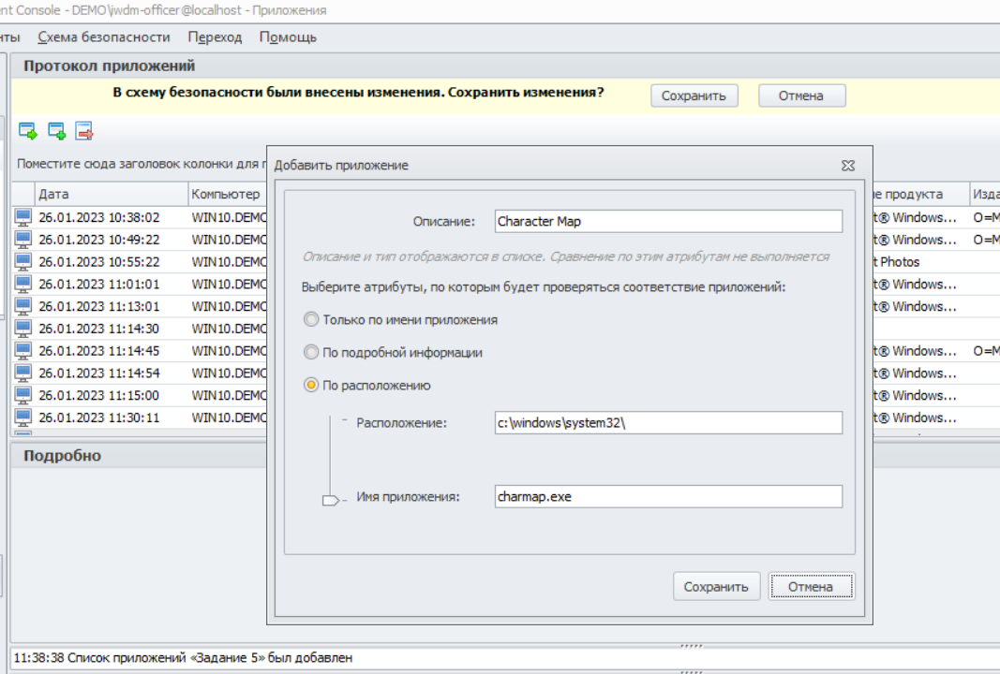 nt Console - DEMO\iwdm-officer@localhost - Приложения
нты Схема безопасности Переход Помощь
Протокол приложений
В схему безопасности были внесены изменения. Сохранить изменения? Сохранить Отмена
Поместите сюда заголовок колонки для г
Дата Компьютер е продукта Изда
26.01.2023 10:38:02 WIN10.DEMO t® Windows... O=M
26.01.2023 10:49:22 WIN10.DEMO t® Windows... O=M
26.01.2023 10:55:22 WIN10.DEMO t Photos
26.01.2023 11:01:01 WIN10.DEMO t® Windows...
26.01.2023 11:13:01 WIN10.DEMO t® Windows...
26.01.2023 11:14:30 WIN10.DEMO
26.01.2023 11:14:45 WIN10.DEMO t® Windows... O=M
26.01.2023 11:14:54 WIN10.DEMO t® Windows...
26.01.2023 11:15:00 WIN10.DEMO t® Windows...
26.01.2023 11:30:11 WIN10.DEMO t® Windows...
Добавить приложение
Описание: Character Map
Описание и тип отображаются в списке. Сравнение по этим атрибутам не выполняется
Выберите атрибуты, по которым будет проверяться соответствие приложений:
Только по имени приложения
По подробной информации
По расположению
Расположение: c:\windows\system32\
Имя приложения: charmap.exe
Сохранить Отмена
Подробно
11:38:38 Список приложений «Задание 5» был добавлен